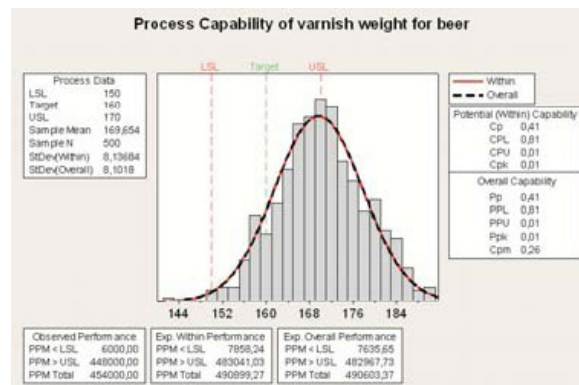 Process Capability of varnish weight for beer
LSL Target USL
Process Data
LSL 150
Target 160
USL 170
Sample Mean 169,654
Sample N 500
StDev(Within) 8,13684
StDev(Overall) 8,1018
Within
Overall
Potential (Within) Capability
Cp 0,41
CPL 0,81
CPU 0,01
Cpk 0,01
Overall Capability
Pp 0,41
PPL 0,81
PPU 0,01
Ppk 0,01
Cpm 0,26
144 152 160 168 176 184
Observed Performance
PPM < LSL 6000,00
PPM > USL 448000,00
PPM Total 454000,00
Exp. Within Performance
PPM < LSL 7858,24
PPM > USL 483041,03
PPM Total 490899,27
Exp. Overall Performance
PPM < LSL 7635,65
PPM > USL 482967,73
PPM Total 490603,37